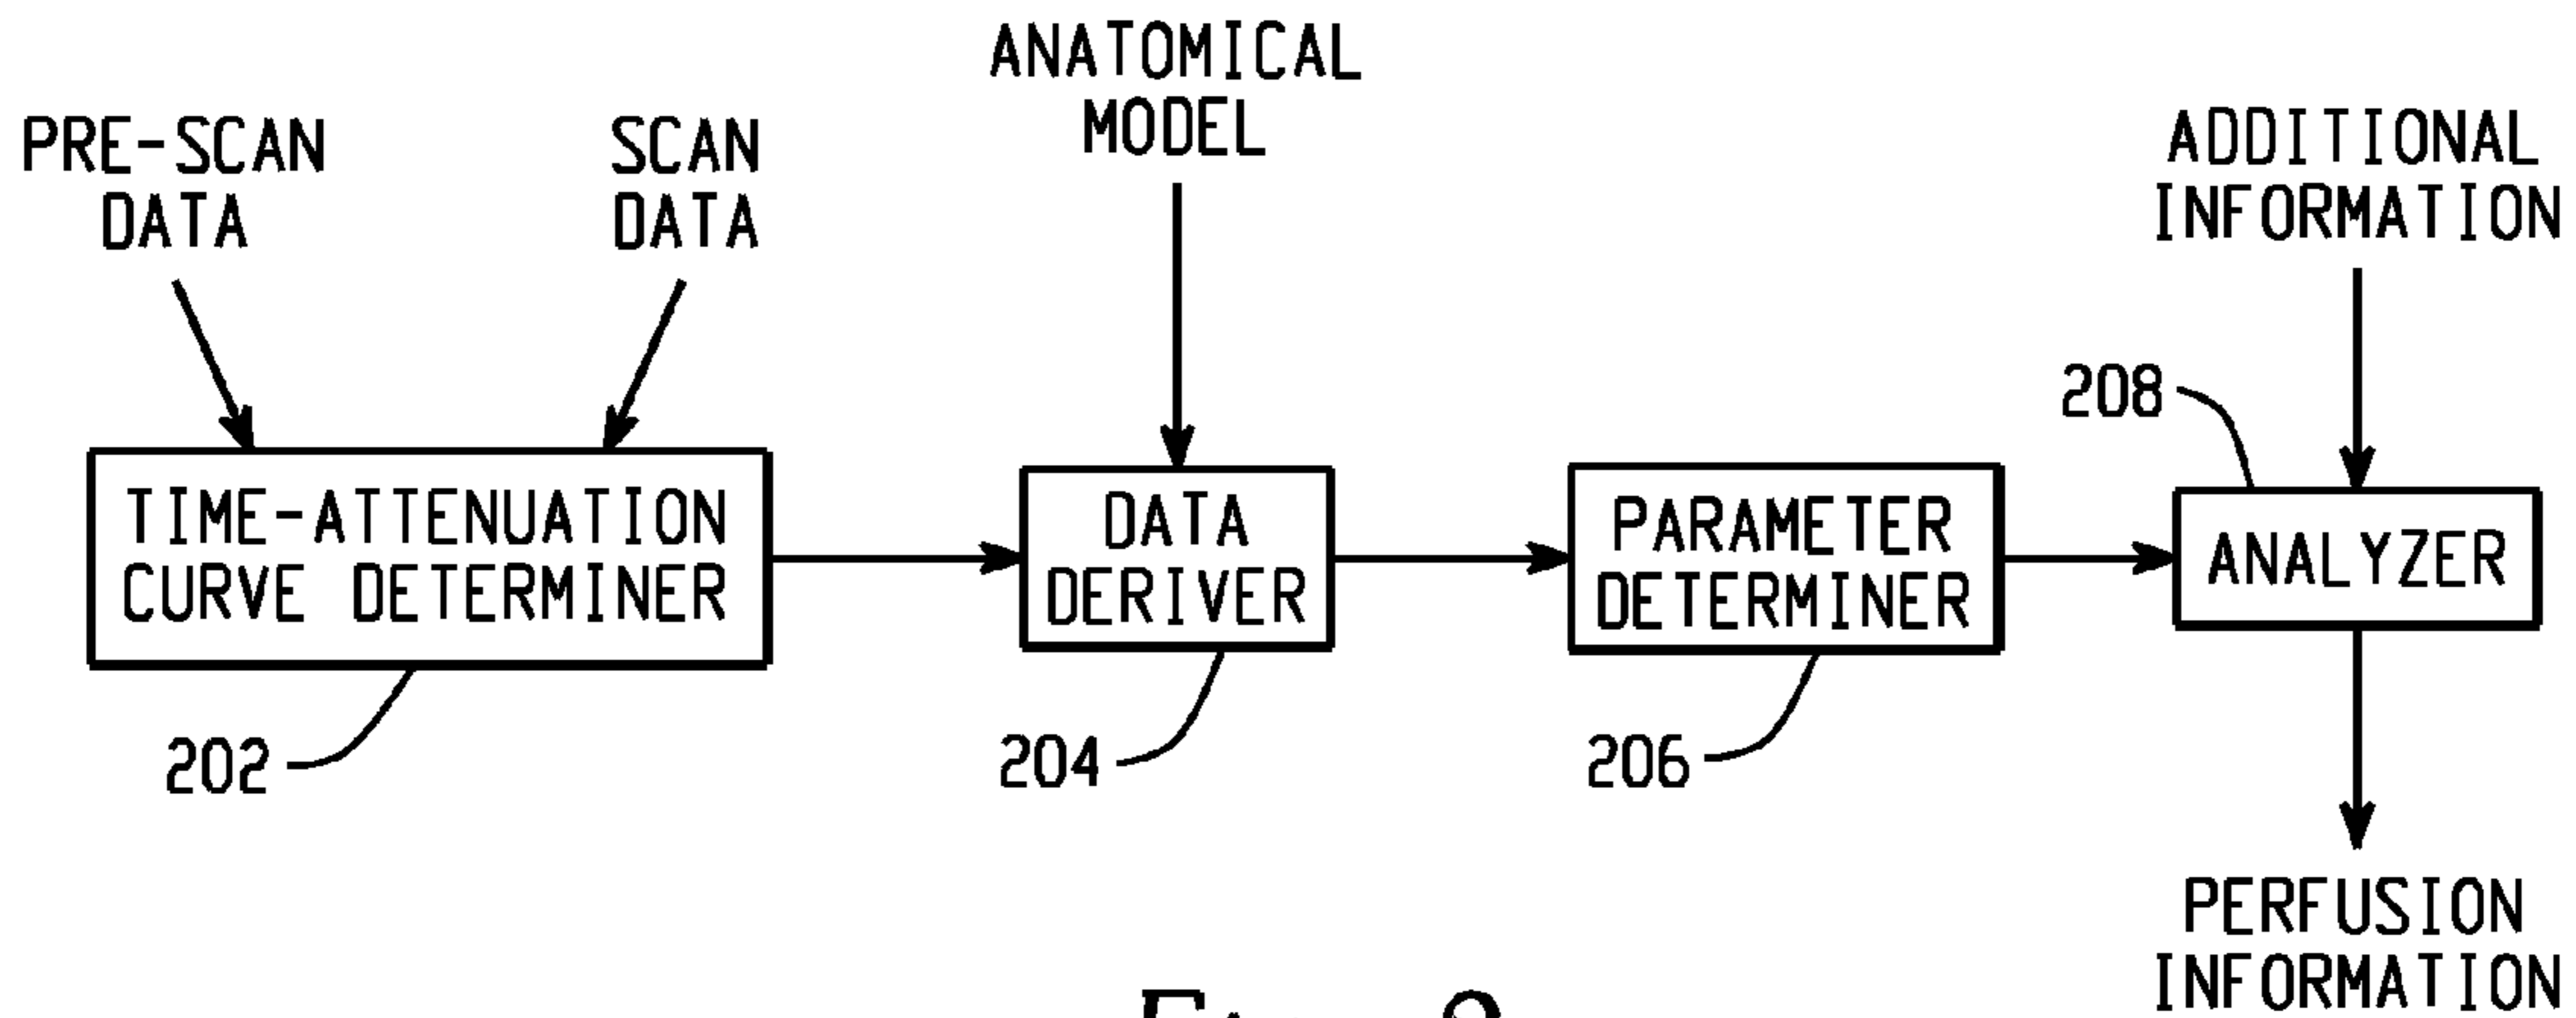 ANATOMICAL
MODEL
PRE-SCAN
DATA
SCAN
DATA
ADDITIONAL
INFORMATION
208
TIME-ATTENUATION
CURVE DETERMINER
DATA
DERIVER
PARAMETER
DETERMINER
ANALYZER
202
204
206
PERFUSION
INFORMATION